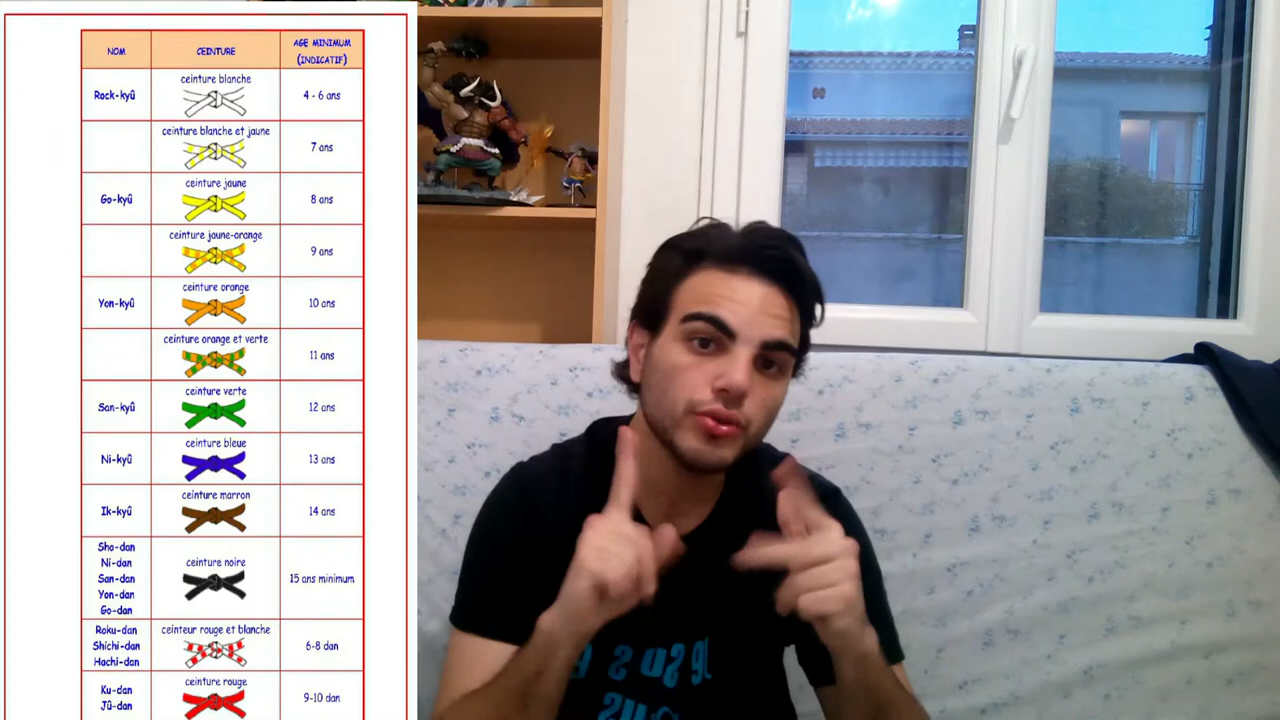 NOM CEINTURE AGE MINIMUM
(INDICATIF)
ceinture blanche
Rock-kyû 4 - 6 ans
ceinture blanche et jaune
7 ans
ceinture jaune
Go-kyû 8 ans
ceinture jaune-orange
9 ans
ceinture orange
Yon-kyû 10 ans
ceinture orange et verte
11 ans
ceinture verte
San-kyû 12 ans
ceinture bleue
Ni-kyû 13 ans
ceinture marron
Ik-kyû 14 ans
Sho-dan
Ni-dan ceinture noire
San-dan 15 ans minimum
Yon-dan
Go-dan
Roku-dan ceinteur rouge et blanche
Shichi-dan 6-8 dan
Hachi-dan
ceinture rouge
Ku-dan 9-10 dan
Jû-dan